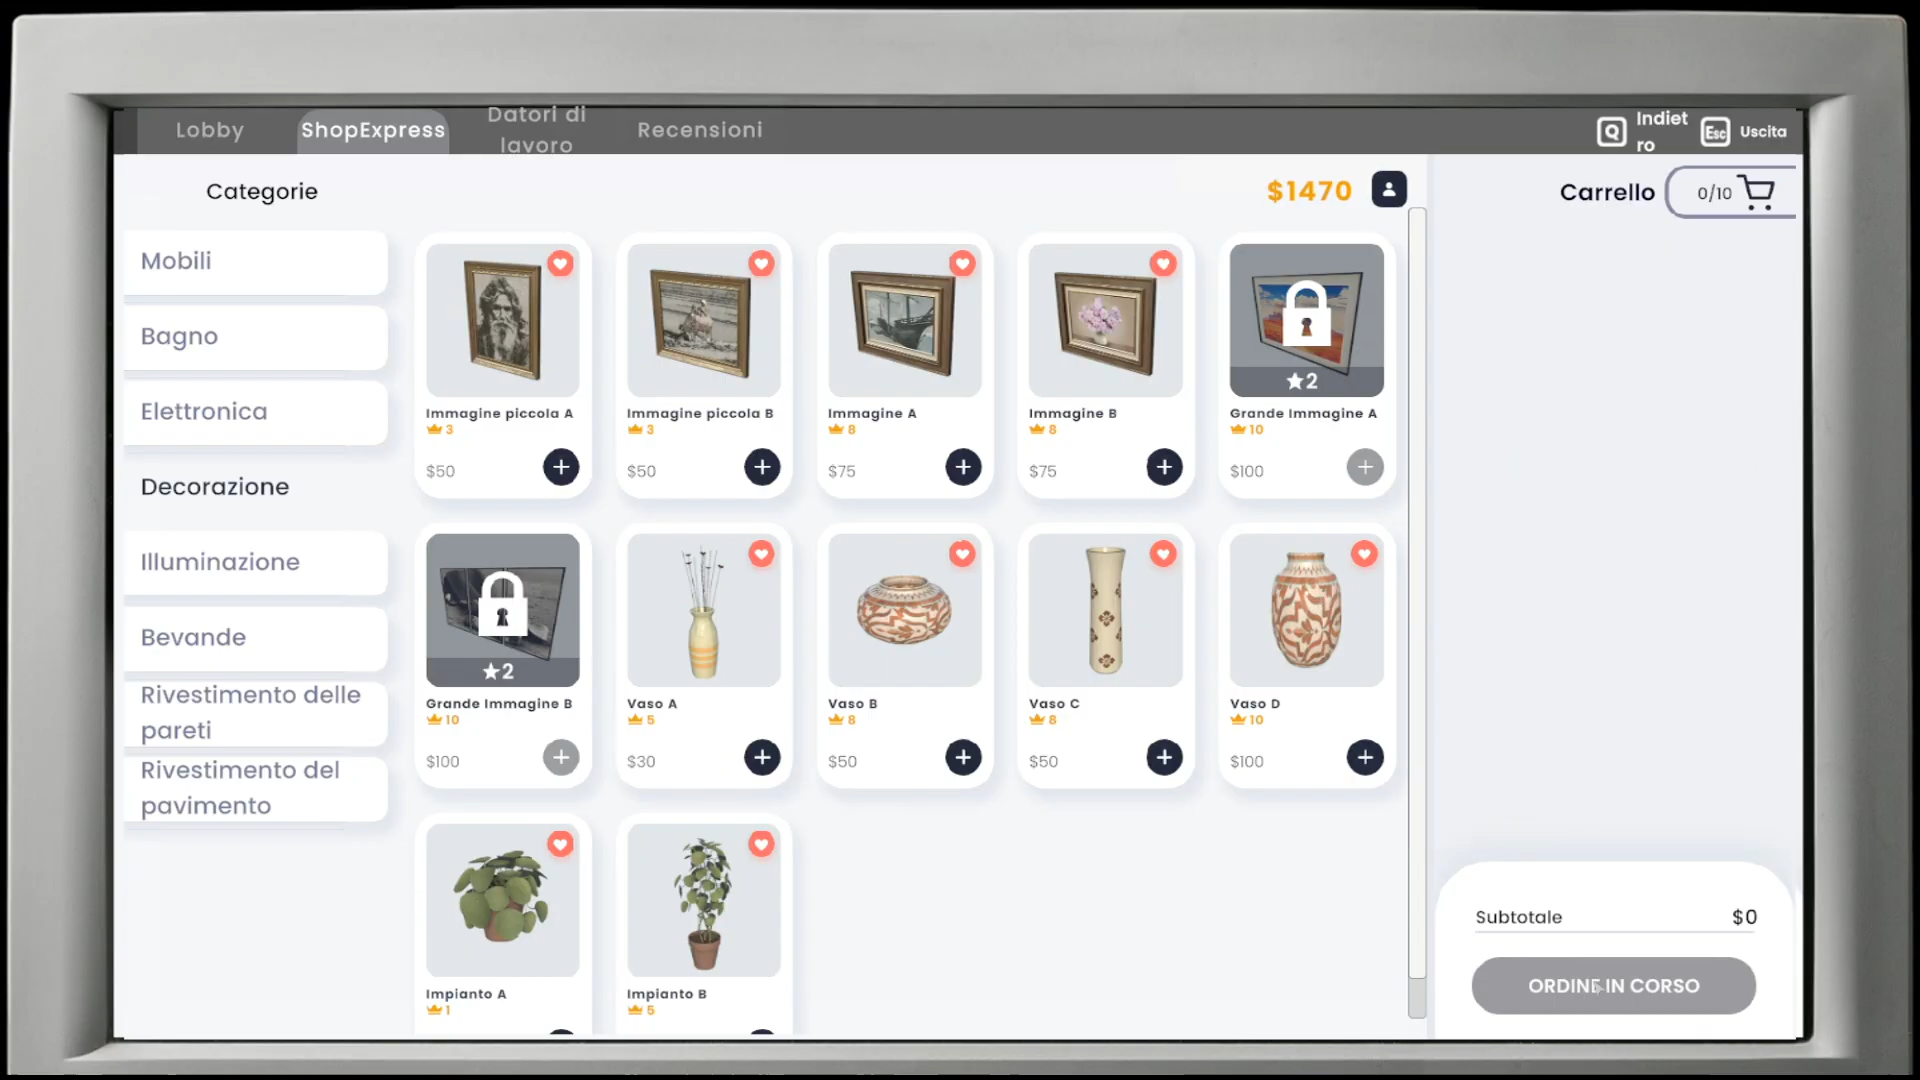 Lobby
ShopExpress
Datori di
lavoro
Recensioni
Q
Indiet
ro
Esc
Uscita
Categorie
$1470
Carrello
0/10
Mobili
Bagno
Elettronica
Decorazione
Illuminazione
Bevande
Rivestimento delle
pareti
Rivestimento del
pavimento
Immagine piccola A
3
$50
Immagine piccola B
3
$50
Immagine A
8
$75
Immagine B
8
$75
2
Grande Immagine A
10
$100
2
Grande Immagine B
10
$100
Vaso A
5
$30
Vaso B
8
$50
Vaso C
8
$50
Vaso D
10
$100
Impianto A
1
Impianto B
5
Subtotale
$0
ORDINE IN CORSO